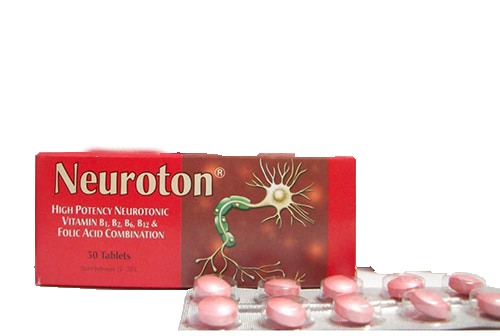 Neuroton®
HIGH POTENCY NEUROTONIC
VITAMIN B1, B2, B6, B12 &
FOLIC ACID COMBINATION
30 Tablets